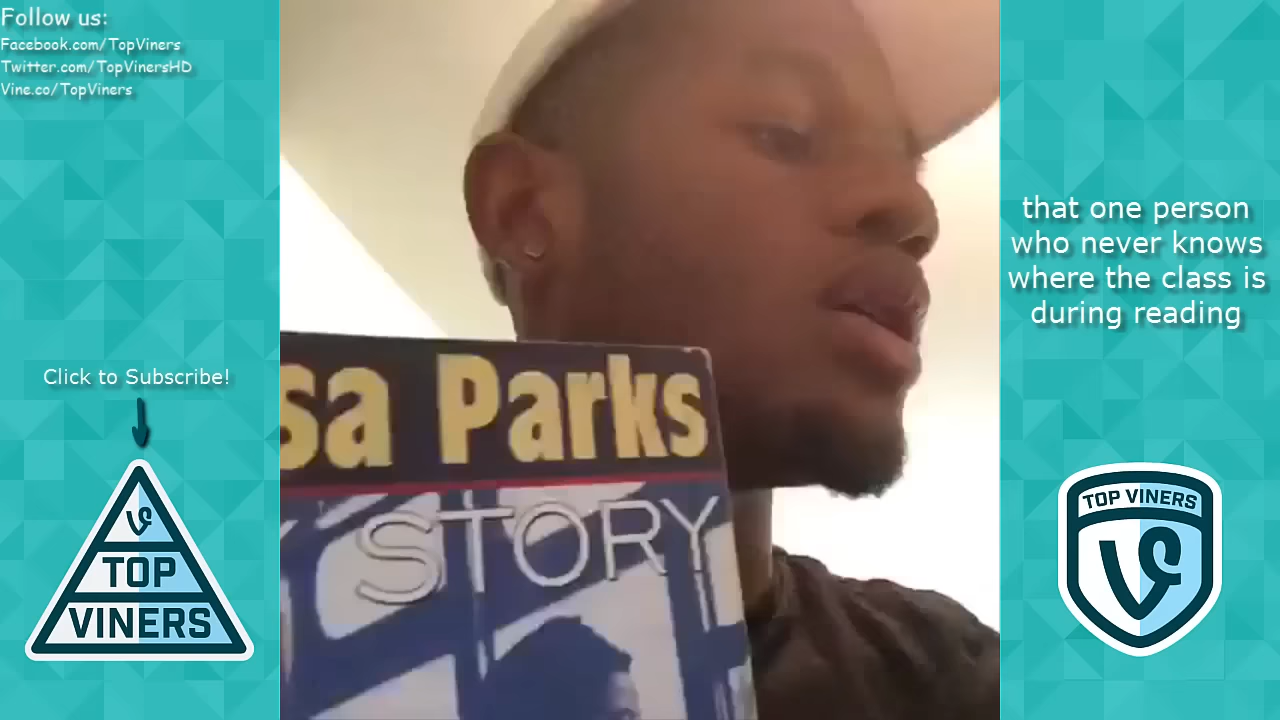 Follow us:
Facebook.com/TopViners
Twitter.com/TopVinersHD
Vine.co/TopViners
Click to Subscribe!
TOP
VINERS
sa Parks
STORY
that one person
who never knows
where the class is
during reading
TOP VINERS